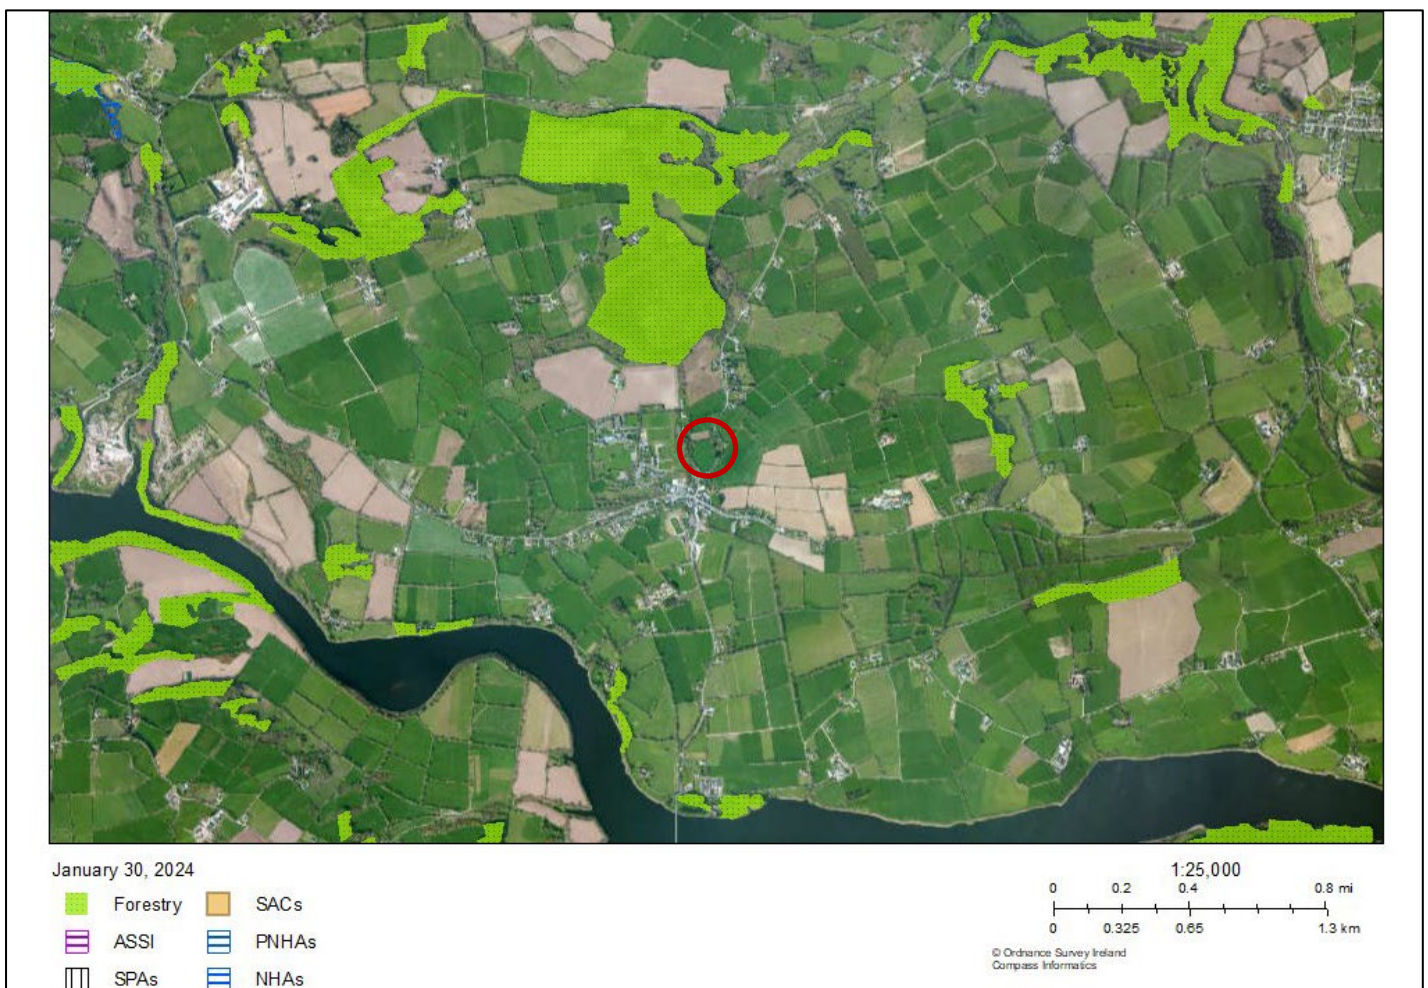 January 30, 2024
Forestry SACs
ASSI PNHAs
SPAs NHAs
1:25,000
0 0.2 0.4 0.8 mi
0 0.325 0.65 1.3 km
© Ordnance Survey Ireland
Compass Informatics